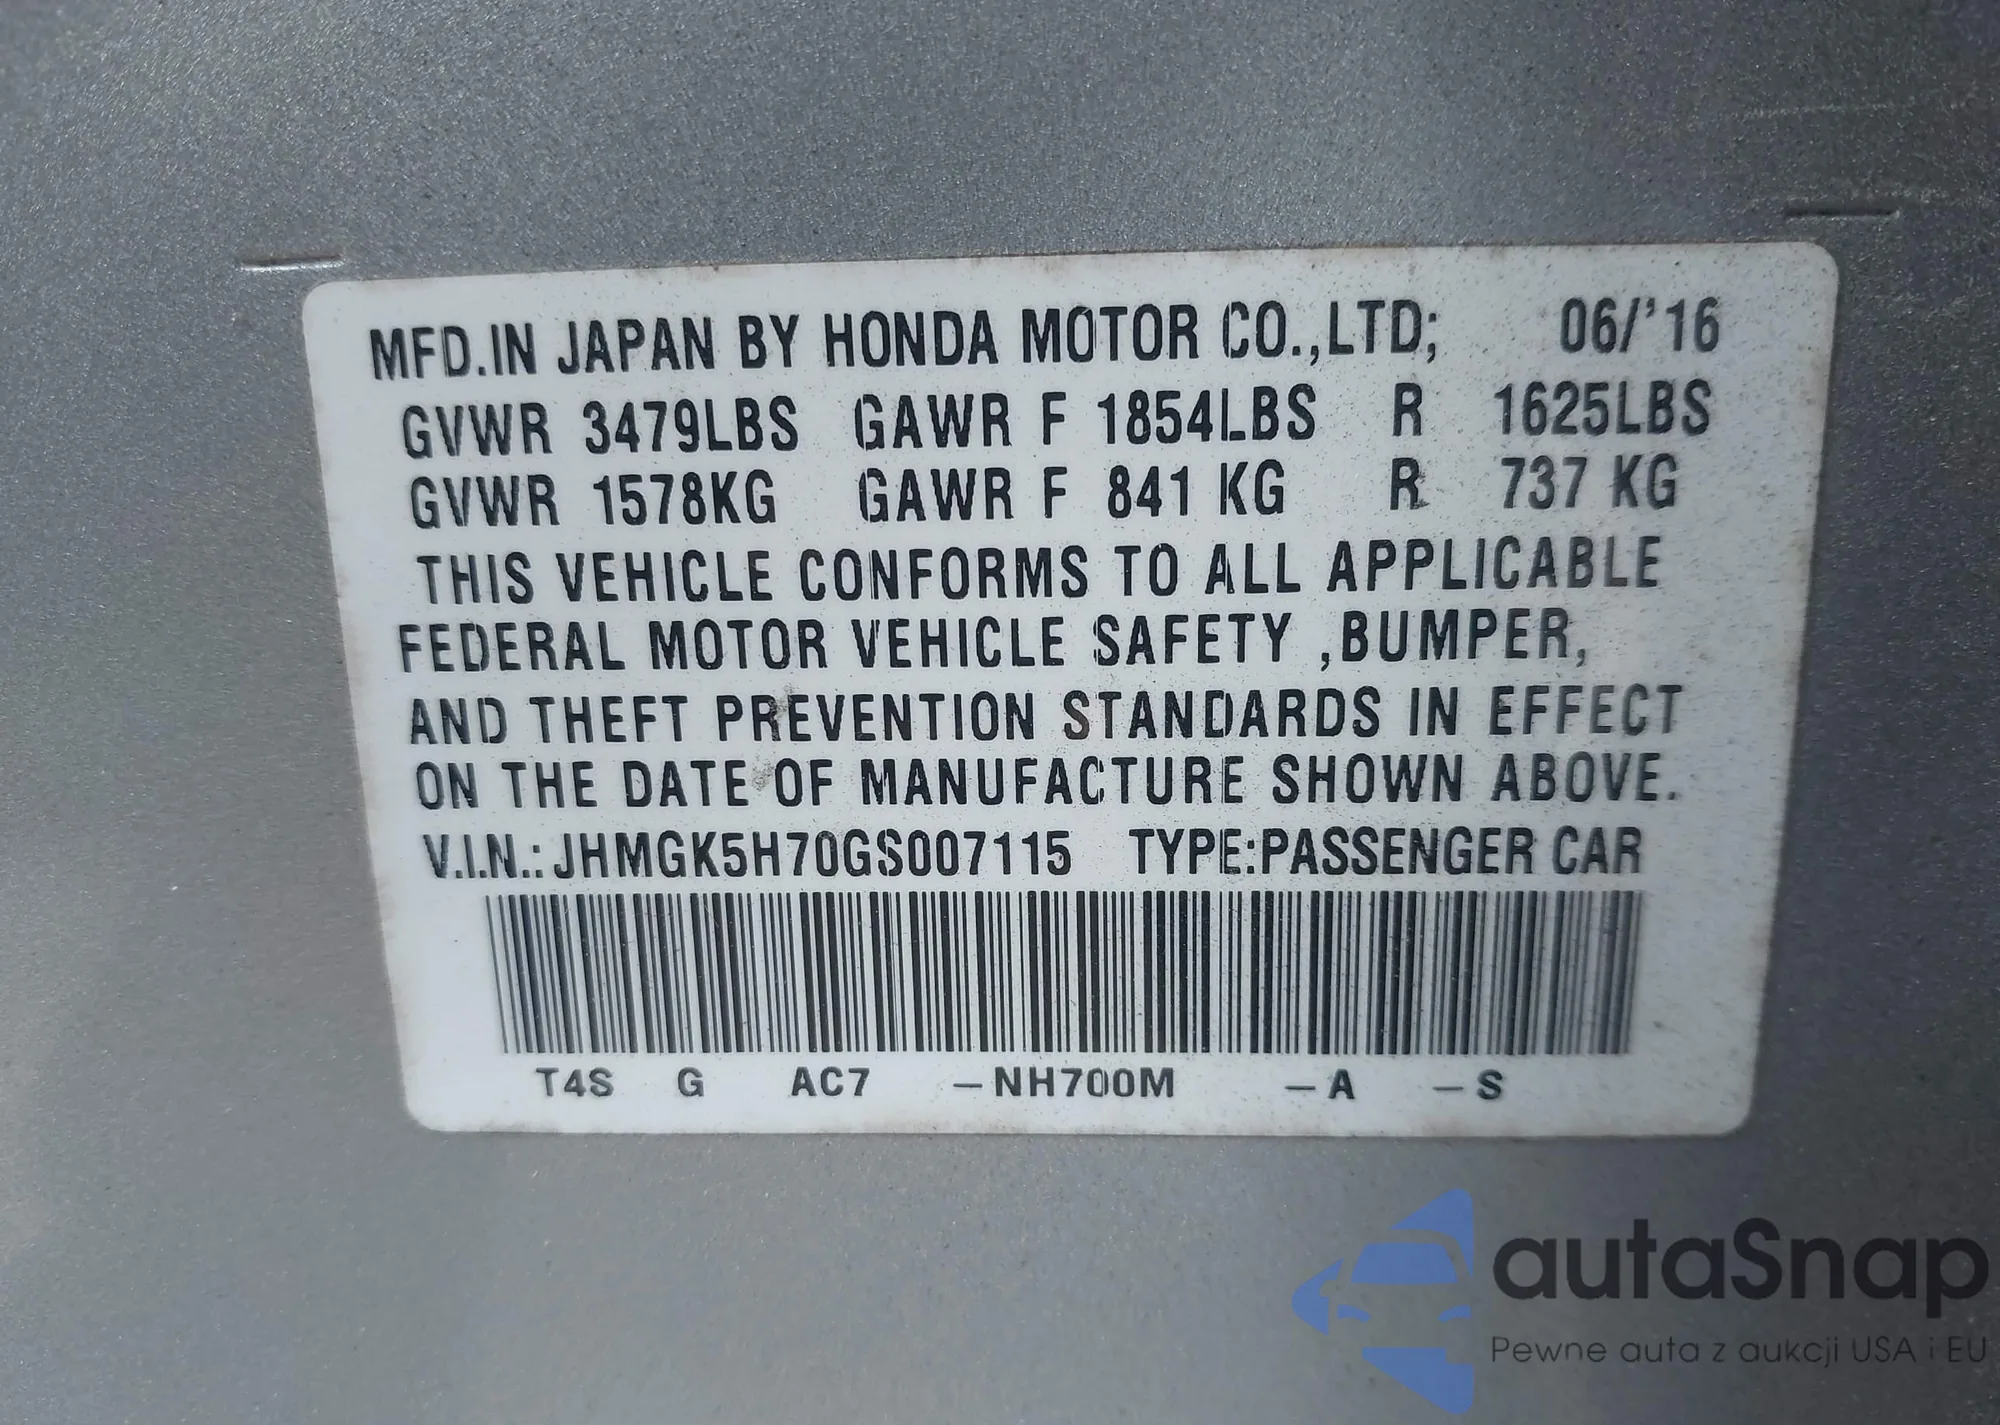 MFD.IN JAPAN BY HONDA MOTOR CO.,LTD; 06/'16
GVWR 3479LBS GAWR F 1854LBS R 1625LBS
GVWR 1578KG GAWR F 841 KG R 737 KG
THIS VEHICLE CONFORMS TO ALL APPLICABLE
FEDERAL MOTOR VEHICLE SAFETY ,BUMPER,
AND THEFT PREVENTION STANDARDS IN EFFECT
ON THE DATE OF MANUFACTURE SHOWN ABOVE.
V.I.N.: JHMGK5H70GS007115 TYPE:PASSENGER CAR
T4S G AC7 –NH700M –A –S
autaSnap
Pewne auta z aukcji USA i EU